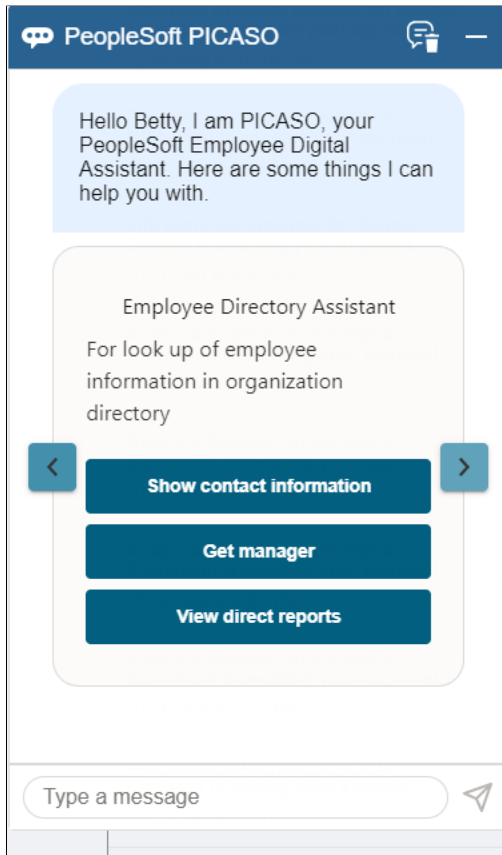 PeopleSoft PICASO
Hello Betty, I am PICASO, your
PeopleSoft Employee Digital
Assistant. Here are some things I can
help you with.
Employee Directory Assistant
For look up of employee
information in organization
directory
Show contact information
Get manager
View direct reports
Type a message